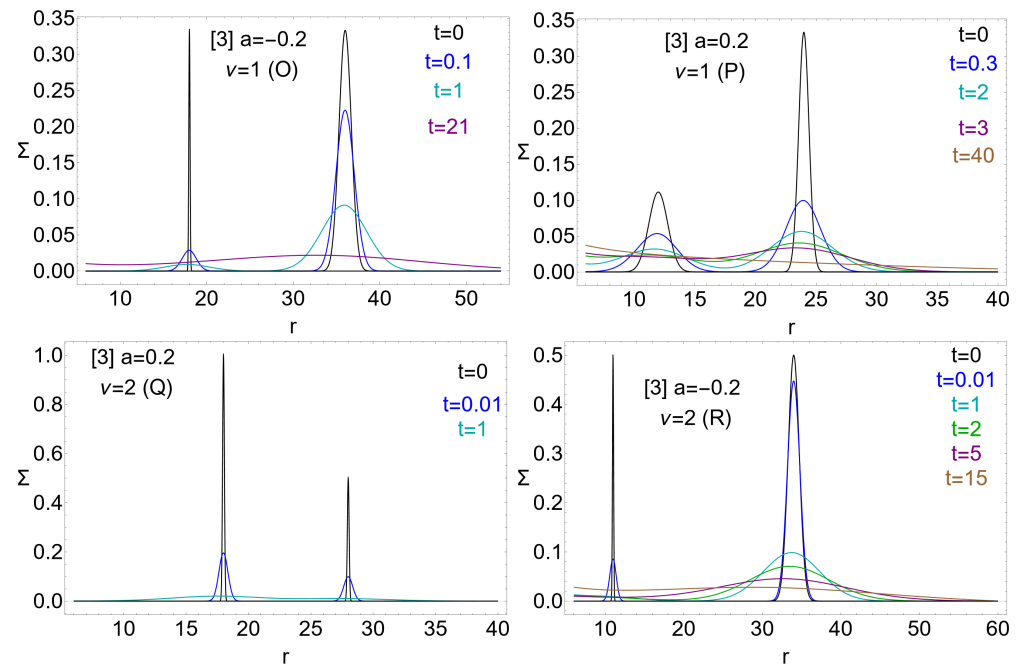 [3] a=−0.2
ν=1 (O)
t=0
t=0.1
t=1
t=21
Σ
0.35
0.30
0.25
0.20
0.15
0.10
0.05
0.00
10 20 30 40 50
r
[3] a=0.2
ν=1 (P)
t=0
t=0.3
t=2
t=3
t=40
Σ
0.35
0.30
0.25
0.20
0.15
0.10
0.05
0.00
10 15 20 25 30 35 40
r
[3] a=0.2
ν=2 (Q)
t=0
t=0.01
t=1
Σ
1.0
0.8
0.6
0.4
0.2
0.0
10 15 20 25 30 35 40
r
[3] a=−0.2
ν=2 (R)
t=0
t=0.01
t=1
t=2
t=5
t=15
Σ
0.5
0.4
0.3
0.2
0.1
0.0
10 20 30 40 50 60
r